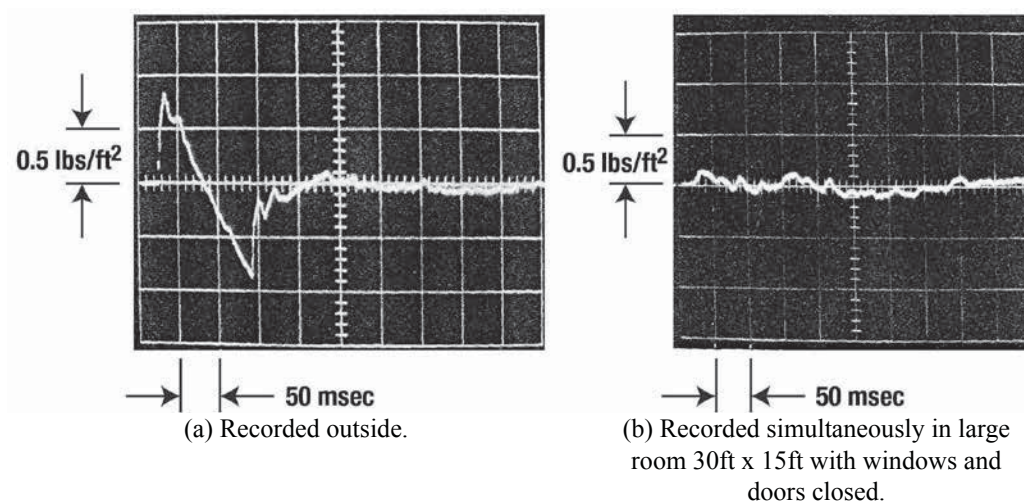 0.5 lbs/ft²
50 msec
(a) Recorded outside.
0.5 lbs/ft²
50 msec
(b) Recorded simultaneously in large
room 30ft x 15ft with windows and
doors closed.